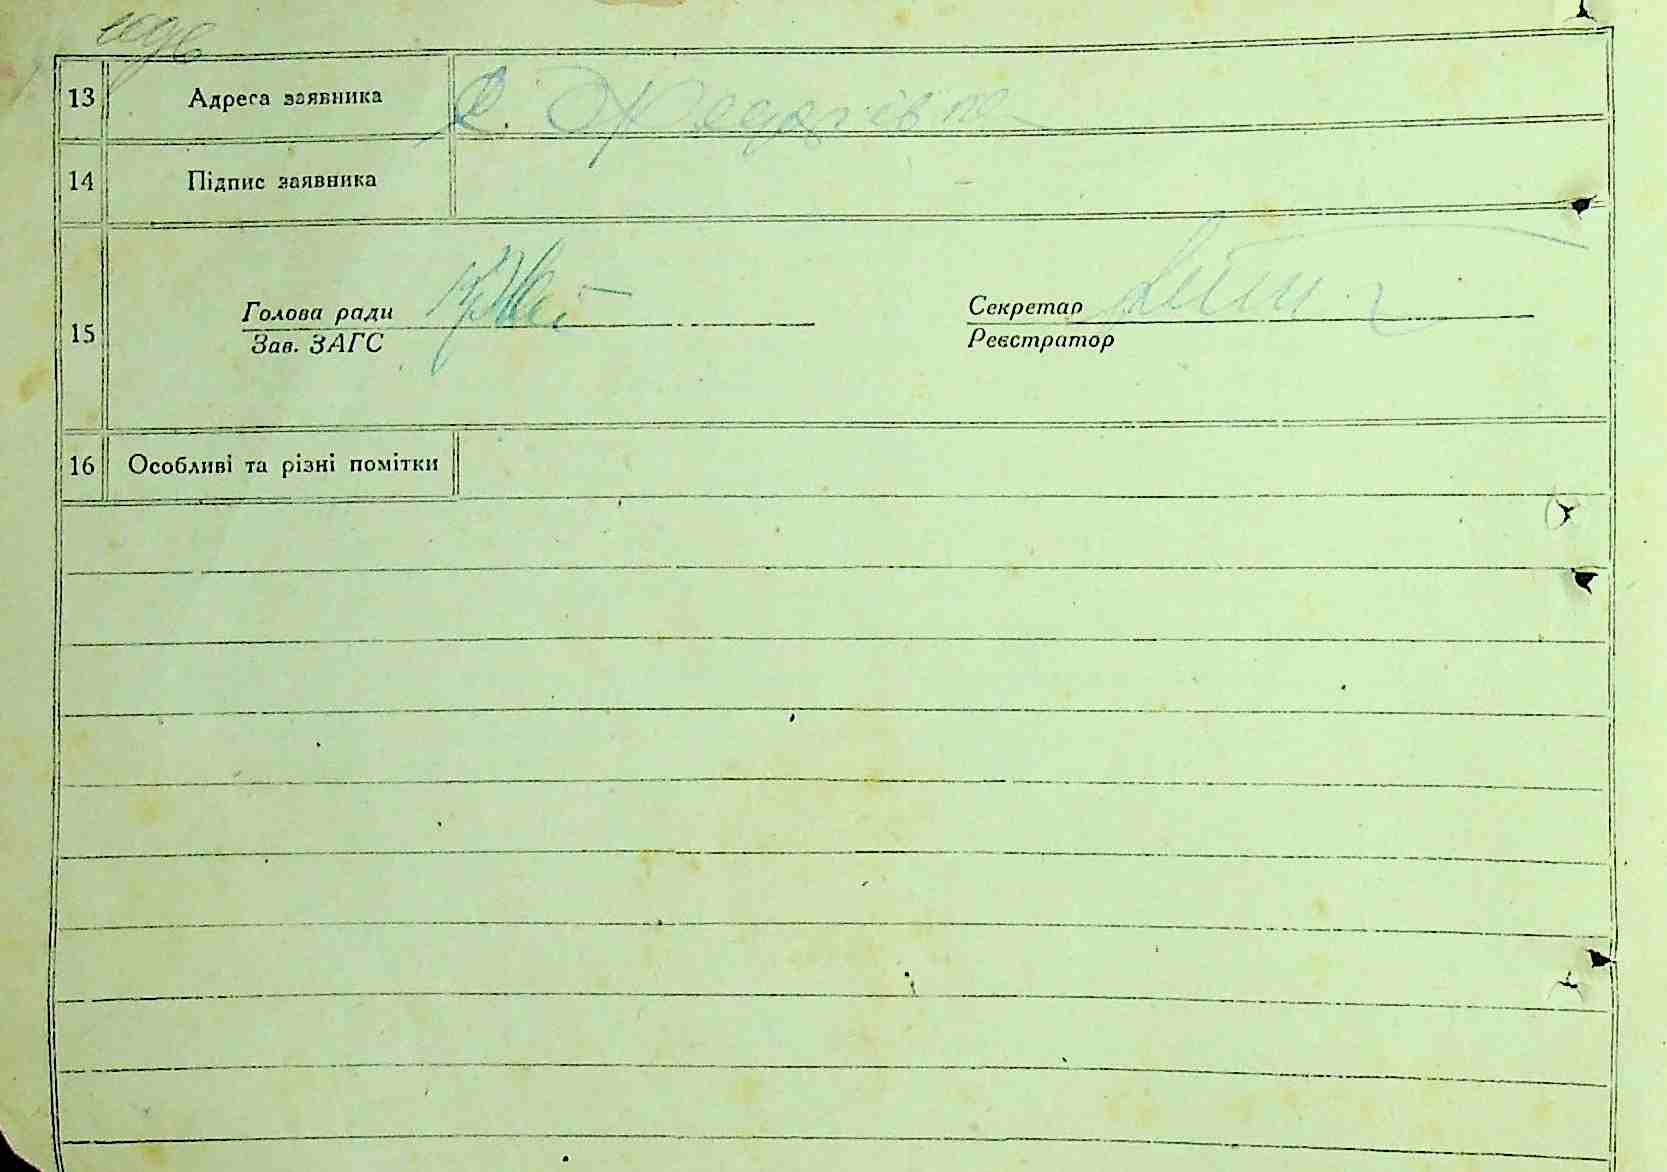 13 Адреса заявника с. Федорівка
14 Підпис заявника
Голова ради Секретар
15 Зав. ЗАГС Реєстратор
16 Особливі та різні помітки